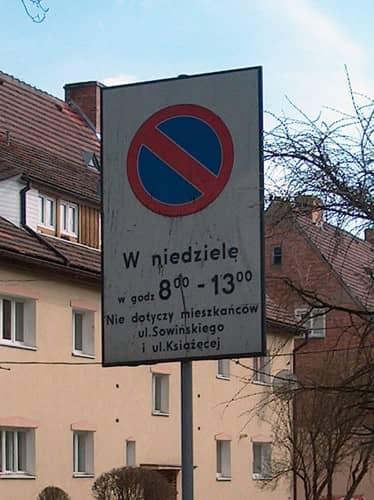 W niedzielę
w godz 8⁰⁰ - 13⁰⁰
Nie dotyczy mieszkańców
ul.Sowińskiego
i ul.Książęcej